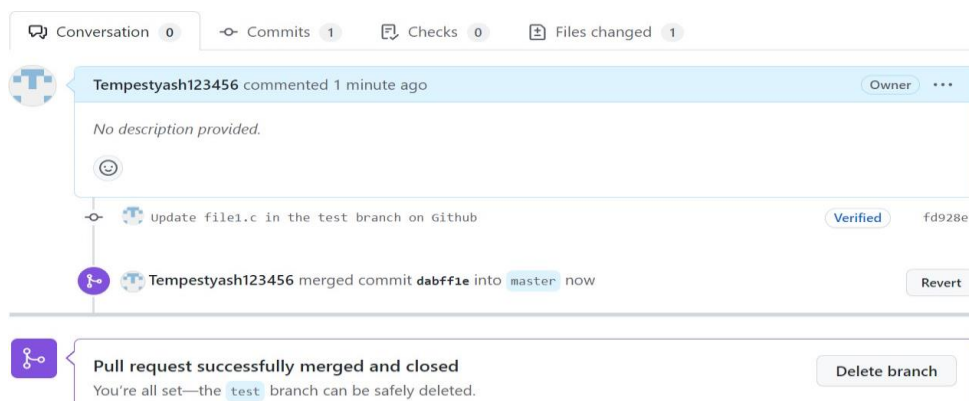 Conversation 0 Commits 1 Checks 0 Files changed 1
Tempestyash123456 commented 1 minute ago Owner
No description provided.
Update file1.c in the test branch on Github Verified fd928e
Tempestyash123456 merged commit dabff1e into master now Revert
Pull request successfully merged and closed
Delete branch
You're all set—the test branch can be safely deleted.